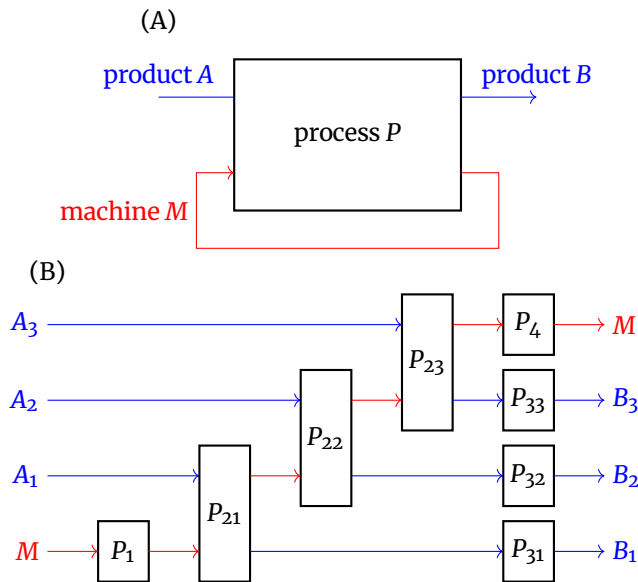 (A)
product A
product B
process P
machine M
(B)
A₃
P₄
M
P₂₃
A₂
P₃₃
B₃
P₂₂
A₁
P₃₂
B₂
P₂₁
M
P₁
P₃₁
B₁